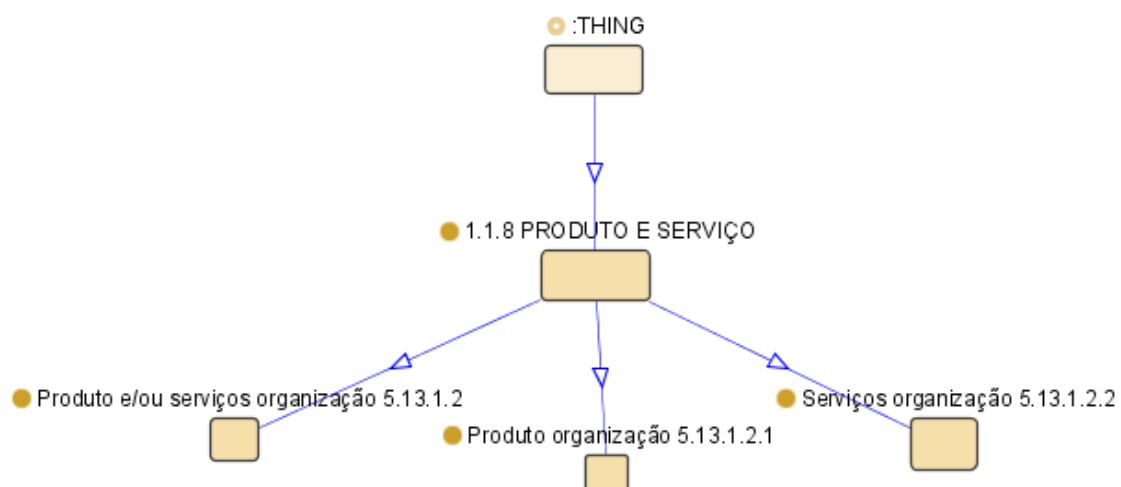 :THING
1.1.8 PRODUTO E SERVIÇO
Produto e/ou serviços organização 5.13.1.2
Serviços organização 5.13.1.2.2
Produto organização 5.13.1.2.1